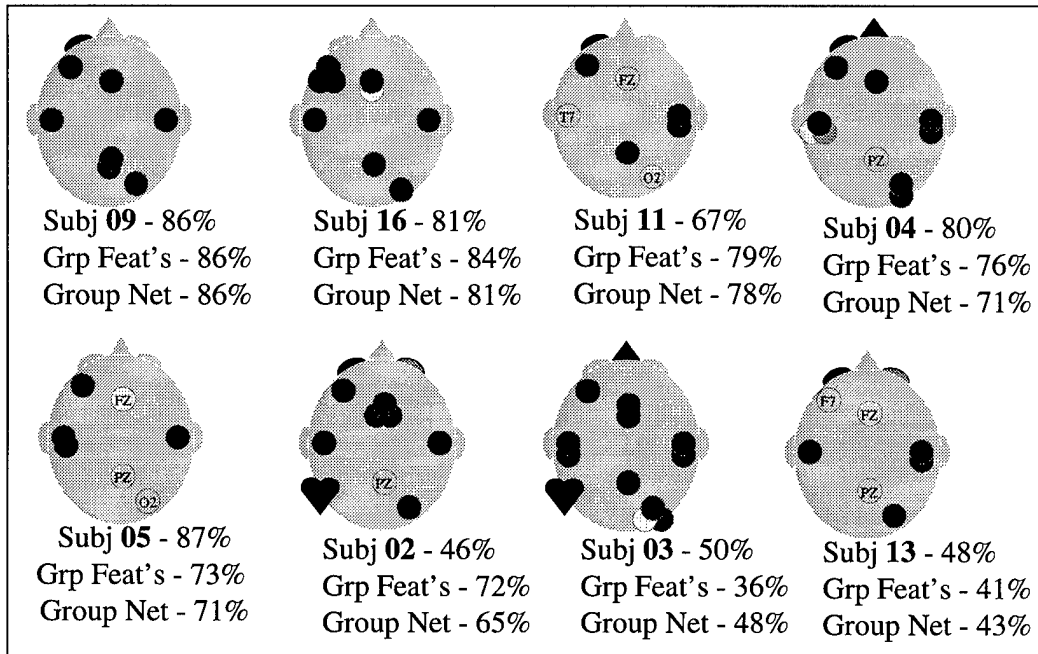 FZ
T7
O2
PZ
Subj 09 - 86%
Grp Feat's - 86%
Group Net - 86%
Subj 16 - 81%
Grp Feat's - 84%
Group Net - 81%
Subj 11 - 67%
Grp Feat's - 79%
Group Net - 78%
Subj 04 - 80%
Grp Feat's - 76%
Group Net - 71%
FZ
PZ
O2
PZ
F7
FZ
PZ
Subj 05 - 87%
Grp Feat's - 73%
Group Net - 71%
Subj 02 - 46%
Grp Feat's - 72%
Group Net - 65%
Subj 03 - 50%
Grp Feat's - 36%
Group Net - 48%
Subj 13 - 48%
Grp Feat's - 41%
Group Net - 43%